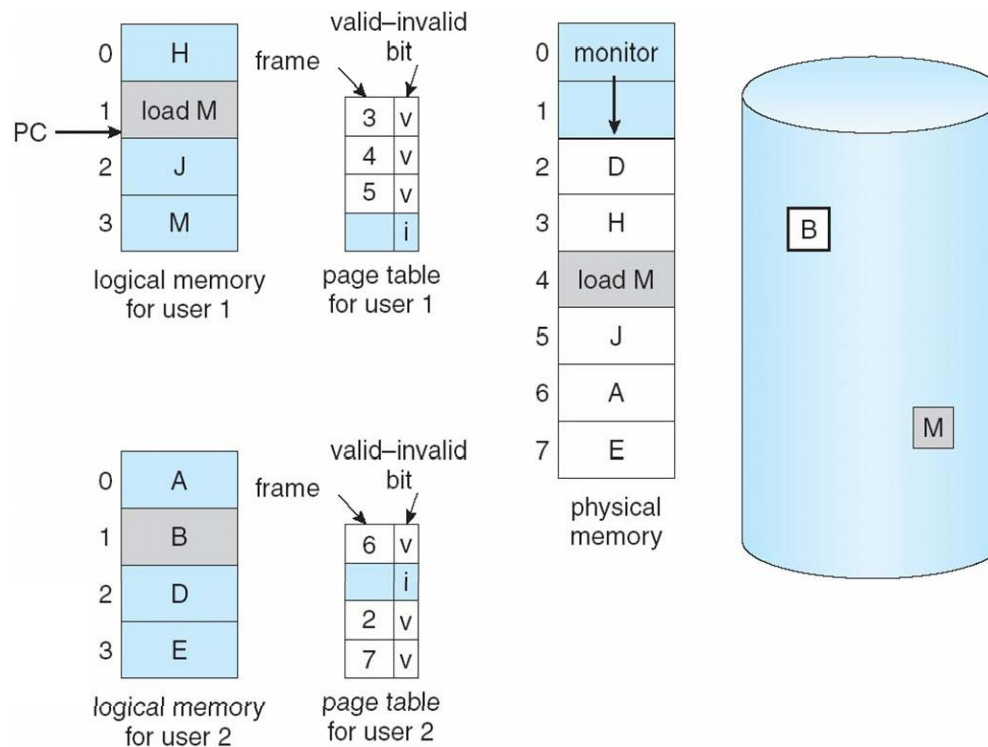 0 H
1 load M
PC
2 J
3 M
logical memory
for user 1
valid–invalid
bit
frame
3 v
4 v
5 v
i
page table
for user 1
0 monitor
1
2 D
3 H
4 load M
5 J
6 A
7 E
physical
memory
B
M
0 A
1 B
2 D
3 E
logical memory
for user 2
valid–invalid
bit
frame
6 v
i
2 v
7 v
page table
for user 2